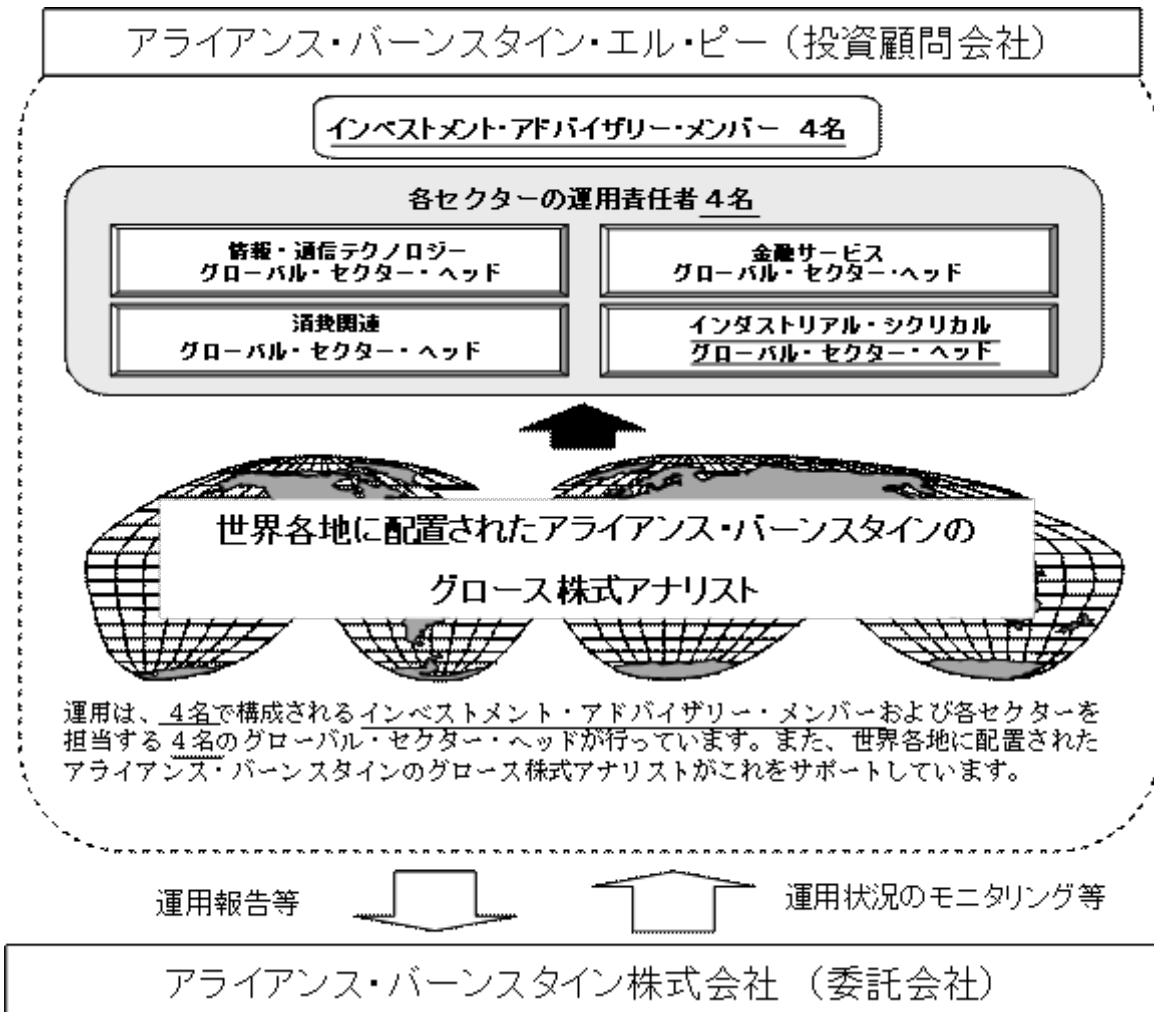 アライアンス・バーンスタイン・エル・ピー（投資顧問会社）
インベストメント・アドバイザリー・メンバー 4名
各セクターの運用責任者 4名
情報・通信テクノロジー
グローバル・セクター・ヘッド
金融サービス
グローバル・セクター・ヘッド
消費関連
グローバル・セクター・ヘッド
インダストリアル・シクリカル
グローバル・セクター・ヘッド
世界各地に配置されたアライアンス・バーンスタインの
グロース株式アナリスト
運用は、 4名で構成されるインベストメント・アドバイザリー・メンバーおよび各セクターを
担当する 4名のグローバル・セクター・ヘッドが行っています。また、世界各地に配置された
アライアンス・バーンスタインのグロース株式アナリストがこれをサポートしています。
運用報告等
運用状況のモニタリング等
アライアンス・バーンスタイン株式会社 （委託会社）